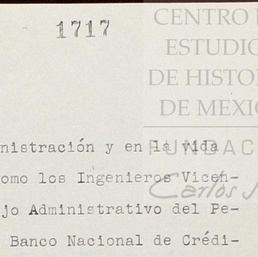 1717
CENTRO
ESTUDIO
DE HISTOR
DE MEXIC
FUNDAC
Carlos
nistración y en la vida
omo los Ingenieros Vicen-
jo Administrativo del Pe-
Banco Nacional de Crédi-